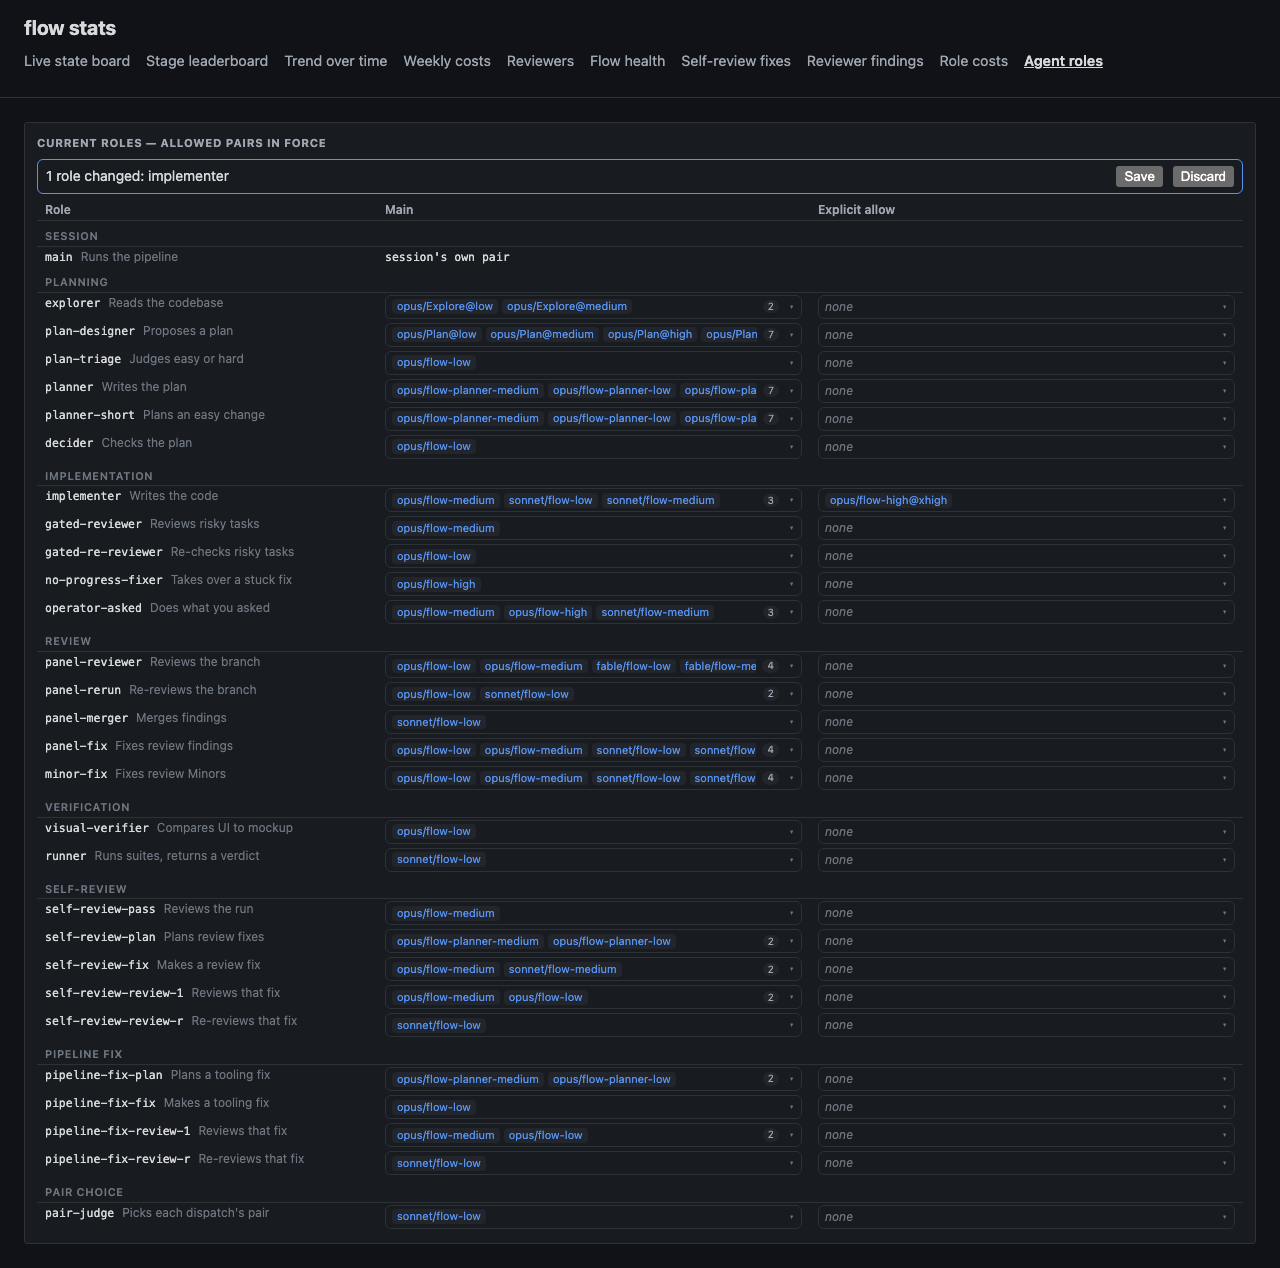 flow stats
Live state board Stage leaderboard Trend over time Weekly costs Reviewers Flow health Self-review fixes Reviewer findings Role costs Agent roles
CURRENT ROLES — ALLOWED PAIRS IN FORCE
1 role changed: implementer Save Discard
Role Main Explicit allow
SESSION
main Runs the pipeline session's own pair
PLANNING
explorer Reads the codebase opus/Explore@low opus/Explore@medium 2 none
plan-designer Proposes a plan opus/Plan@low opus/Plan@medium opus/Plan@high opus/Plan 7 none
plan-triage Judges easy or hard opus/flow-low none
planner Writes the plan opus/flow-planner-medium opus/flow-planner-low opus/flow-pla 7 none
planner-short Plans an easy change opus/flow-planner-medium opus/flow-planner-low opus/flow-pla 7 none
decider Checks the plan opus/flow-low none
IMPLEMENTATION
implementer Writes the code opus/flow-medium sonnet/flow-low sonnet/flow-medium 3 opus/flow-high@xhigh
gated-reviewer Reviews risky tasks opus/flow-medium none
gated-re-reviewer Re-checks risky tasks opus/flow-low none
no-progress-fixer Takes over a stuck fix opus/flow-high none
operator-asked Does what you asked opus/flow-medium opus/flow-high sonnet/flow-medium 3 none
REVIEW
panel-reviewer Reviews the branch opus/flow-low opus/flow-medium fable/flow-low fable/flow-me 4 none
panel-rerun Re-reviews the branch opus/flow-low sonnet/flow-low 2 none
panel-merger Merges findings sonnet/flow-low none
panel-fix Fixes review findings opus/flow-low opus/flow-medium sonnet/flow-low sonnet/flow 4 none
minor-fix Fixes review Minors opus/flow-low opus/flow-medium sonnet/flow-low sonnet/flow 4 none
VERIFICATION
visual-verifier Compares UI to mockup opus/flow-low none
runner Runs suites, returns a verdict sonnet/flow-low none
SELF-REVIEW
self-review-pass Reviews the run opus/flow-medium none
self-review-plan Plans review fixes opus/flow-planner-medium opus/flow-planner-low 2 none
self-review-fix Makes a review fix opus/flow-medium sonnet/flow-medium 2 none
self-review-review-1 Reviews that fix opus/flow-medium opus/flow-low 2 none
self-review-review-r Re-reviews that fix sonnet/flow-low none
PIPELINE FIX
pipeline-fix-plan Plans a tooling fix opus/flow-planner-medium opus/flow-planner-low 2 none
pipeline-fix-fix Makes a tooling fix opus/flow-low none
pipeline-fix-review-1 Reviews that fix opus/flow-medium opus/flow-low 2 none
pipeline-fix-review-r Re-reviews that fix sonnet/flow-low none
PAIR CHOICE
pair-judge Picks each dispatch's pair sonnet/flow-low none